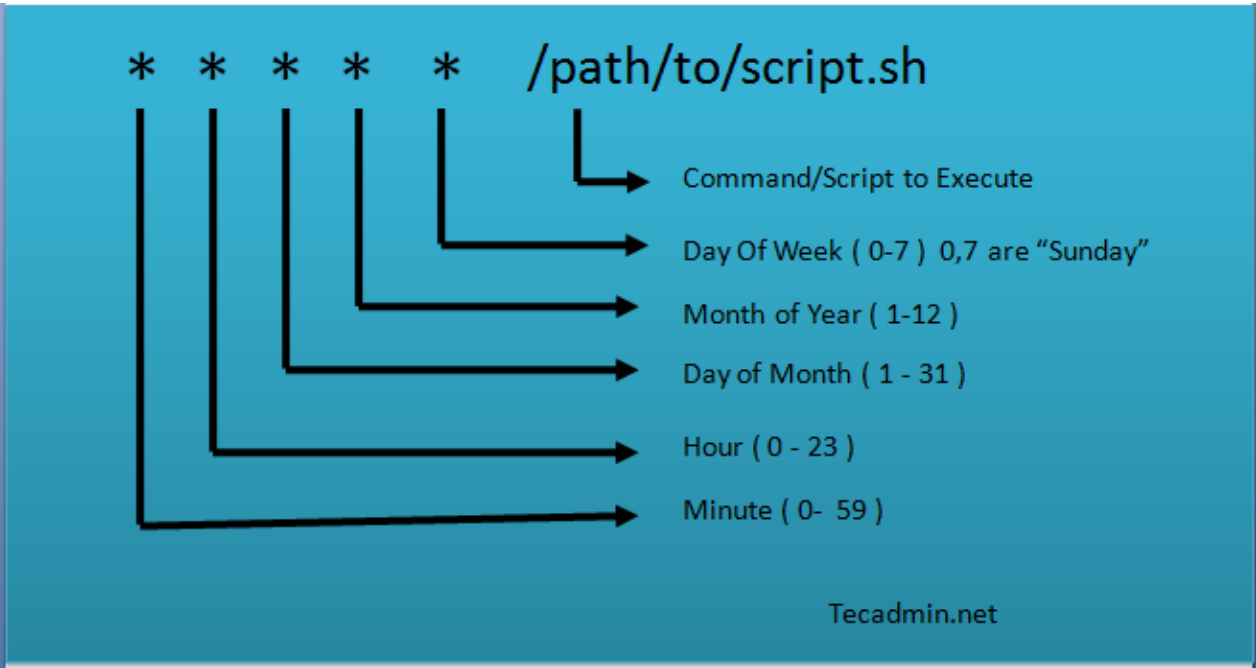 * * * * * /path/to/script.sh
Command/Script to Execute
Day Of Week ( 0-7 ) 0,7 are “Sunday”
Month of Year ( 1-12 )
Day of Month ( 1 - 31 )
Hour ( 0 - 23 )
Minute ( 0- 59 )
Tecadmin.net